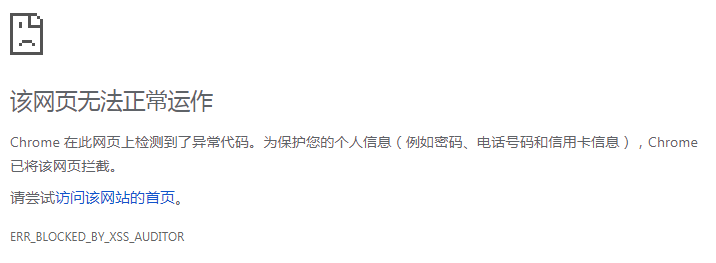 该网页无法正常运作
Chrome 在此网页上检测到了异常代码。为保护您的个人信息（例如密码、电话号码和信用卡信息），Chrome
已将该网页拦截。
请尝试访问该网站的首页。
ERR_BLOCKED_BY_XSS_AUDITOR